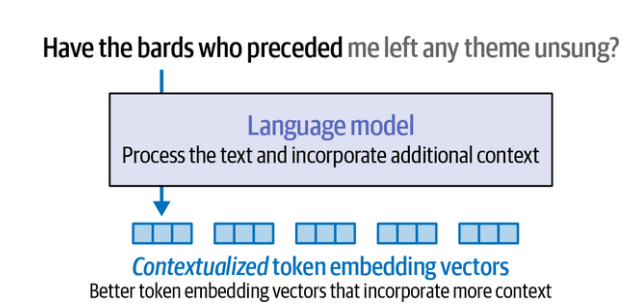 Have the bards who preceded me left any theme unsung?
Language model
Process the text and incorporate additional context
Contextualized token embedding vectors
Better token embedding vectors that incorporate more context